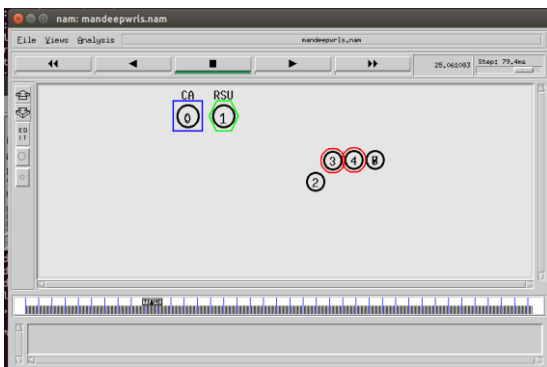 nam: mandeepwrls.nam
File Views Analysis mandeepwrls.nam
25.061083 Step: 79.4ms
CA RSU
0 1
3 4
2